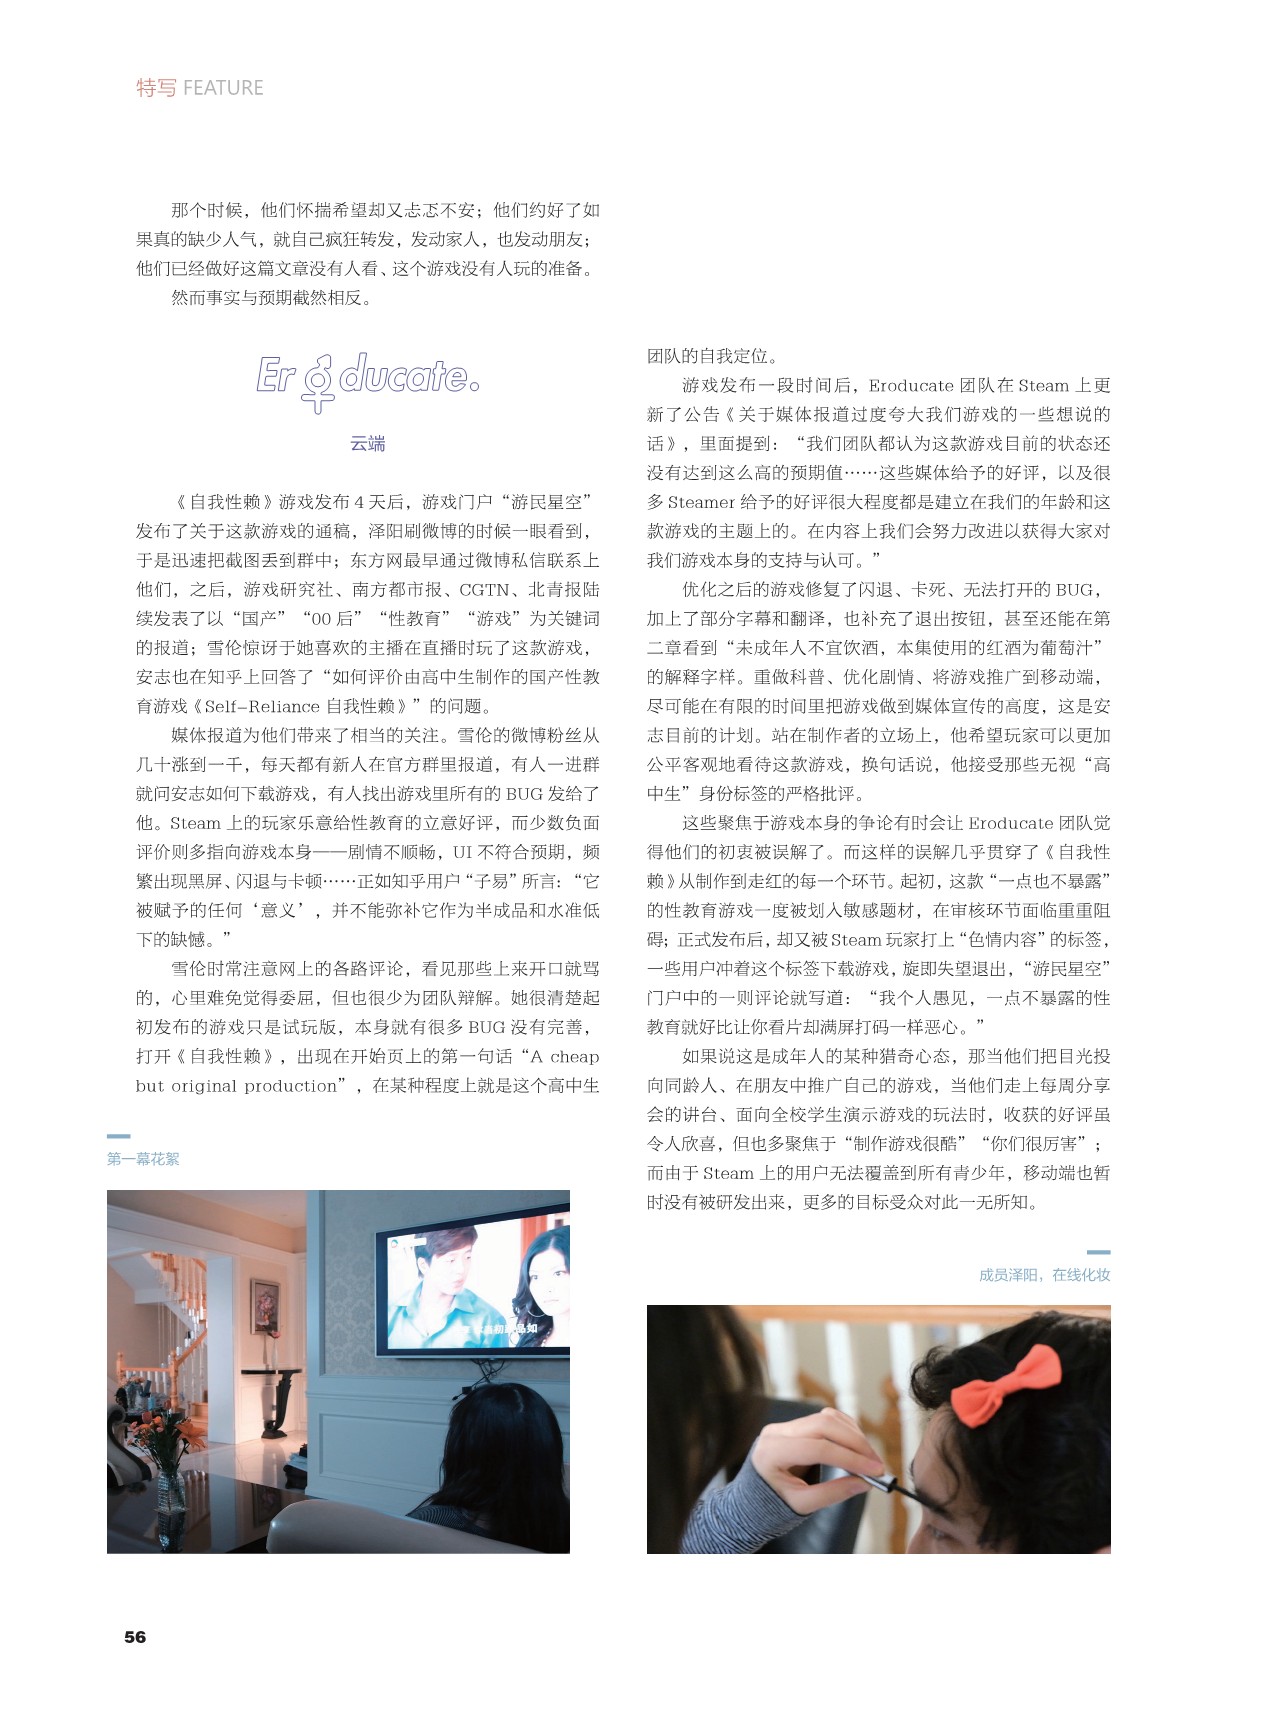 特写 FEATURE
那个时候，他们怀揣希望却又忐忑不安；他们约好了如
果真的缺少人气，就自己疯狂转发，发动家人，也发动朋友；
他们已经做好这篇文章没有人看、这个游戏没有人玩的准备。
然而事实与预期截然相反。
Eroducate.
云端
《自我性赖》游戏发布 4 天后，游戏门户“游民星空”
发布了关于这款游戏的通稿，泽阳刷微博的时候一眼看到，
于是迅速把截图丢到群中；东方网最早通过微博私信联系上
他们，之后，游戏研究社、南方都市报、CGTN、北青报陆
续发表了以“国产”“00 后”“性教育”“游戏”为关键词
的报道；雪伦惊讶于她喜欢的主播在直播时玩了这款游戏，
安志也在知乎上回答了“如何评价由高中生制作的国产性教
育游戏《Self-Reliance 自我性赖》”的问题。
媒体报道为他们带来了相当的关注。雪伦的微博粉丝从
几十涨到一千，每天都有新人在官方群里报道，有人一进群
就问安志如何下载游戏，有人找出游戏里所有的 BUG 发给了
他。Steam 上的玩家乐意给性教育的立意好评，而少数负面
评价则多指向游戏本身——剧情不顺畅，UI 不符合预期，频
繁出现黑屏、闪退与卡顿……正如知乎用户“子易”所言：“它
被赋予的任何‘意义’，并不能弥补它作为半成品和水准低
下的缺憾。”
雪伦时常注意网上的各路评论，看见那些上来开口就骂
的，心里难免觉得委屈，但也很少为团队辩解。她很清楚起
初发布的游戏只是试玩版，本身就有很多 BUG 没有完善，
打开《自我性赖》，出现在开始页上的第一句话“A cheap
but original production”，在某种程度上就是这个高中生
第一幕花絮
团队的自我定位。
游戏发布一段时间后，Eroducate 团队在 Steam 上更
新了公告《关于媒体报道过度夸大我们游戏的一些想说的
话》，里面提到：“我们团队都认为这款游戏目前的状态还
没有达到这么高的预期值……这些媒体给予的好评，以及很
多 Steamer 给予的好评很大程度都是建立在我们的年龄和这
款游戏的主题上的。在内容上我们会努力改进以获得大家对
我们游戏本身的支持与认可。”
优化之后的游戏修复了闪退、卡死、无法打开的 BUG，
加上了部分字幕和翻译，也补充了退出按钮，甚至还能在第
二章看到“未成年人不宜饮酒，本集使用的红酒为葡萄汁”
的解释字样。重做科普、优化剧情、将游戏推广到移动端，
尽可能在有限的时间里把游戏做到媒体宣传的高度，这是安
志目前的计划。站在制作者的立场上，他希望玩家可以更加
公平客观地看待这款游戏，换句话说，他接受那些无视“高
中生”身份标签的严格批评。
这些聚焦于游戏本身的争论有时会让 Eroducate 团队觉
得他们的初衷被误解了。而这样的误解几乎贯穿了《自我性
赖》从制作到走红的每一个环节。起初，这款“一点也不暴露”
的性教育游戏一度被划入敏感题材，在审核环节面临重重阻
碍；正式发布后，却又被 Steam 玩家打上“色情内容”的标签，
一些用户冲着这个标签下载游戏，旋即失望退出，“游民星空”
门户中的一则评论就写道：“我个人愚见，一点不暴露的性
教育就好比让你看片却满屏打码一样恶心。”
如果说这是成年人的某种猎奇心态，那当他们把目光投
向同龄人、在朋友中推广自己的游戏，当他们走上每周分享
会的讲台、面向全校学生演示游戏的玩法时，收获的好评虽
令人欣喜，但也多聚焦于“制作游戏很酷”“你们很厉害”；
而由于 Steam 上的用户无法覆盖到所有青少年，移动端也暂
时没有被研发出来，更多的目标受众对此一无所知。
成员泽阳，在线化妆
56